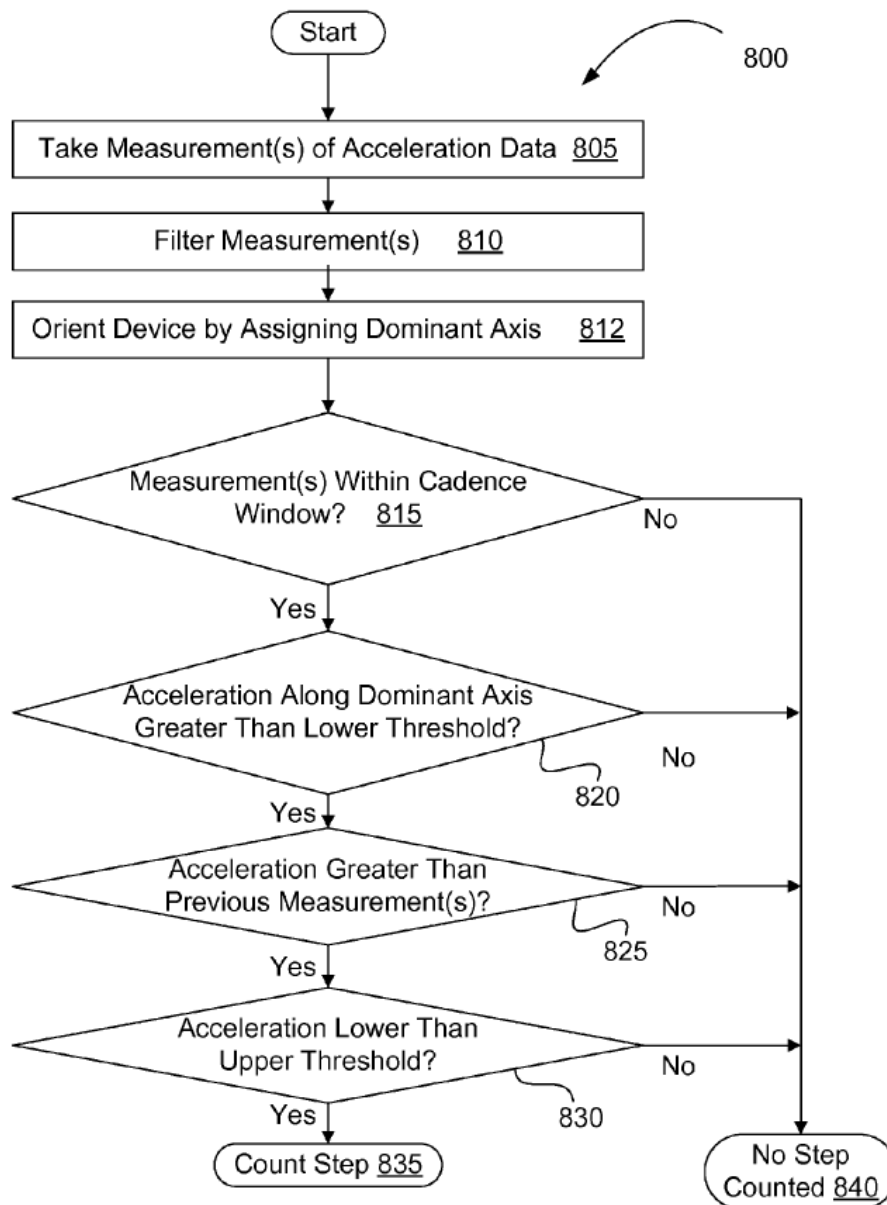 Start
800
Take Measurement(s) of Acceleration Data 805
Filter Measurement(s) 810
Orient Device by Assigning Dominant Axis 812
Measurement(s) Within Cadence
Window? 815
No
Yes
Acceleration Along Dominant Axis
Greater Than Lower Threshold?
No
820
Yes
Acceleration Greater Than
Previous Measurement(s)?
No
825
Yes
Acceleration Lower Than
Upper Threshold?
No
830
Yes
Count Step 835
No Step
Counted 840